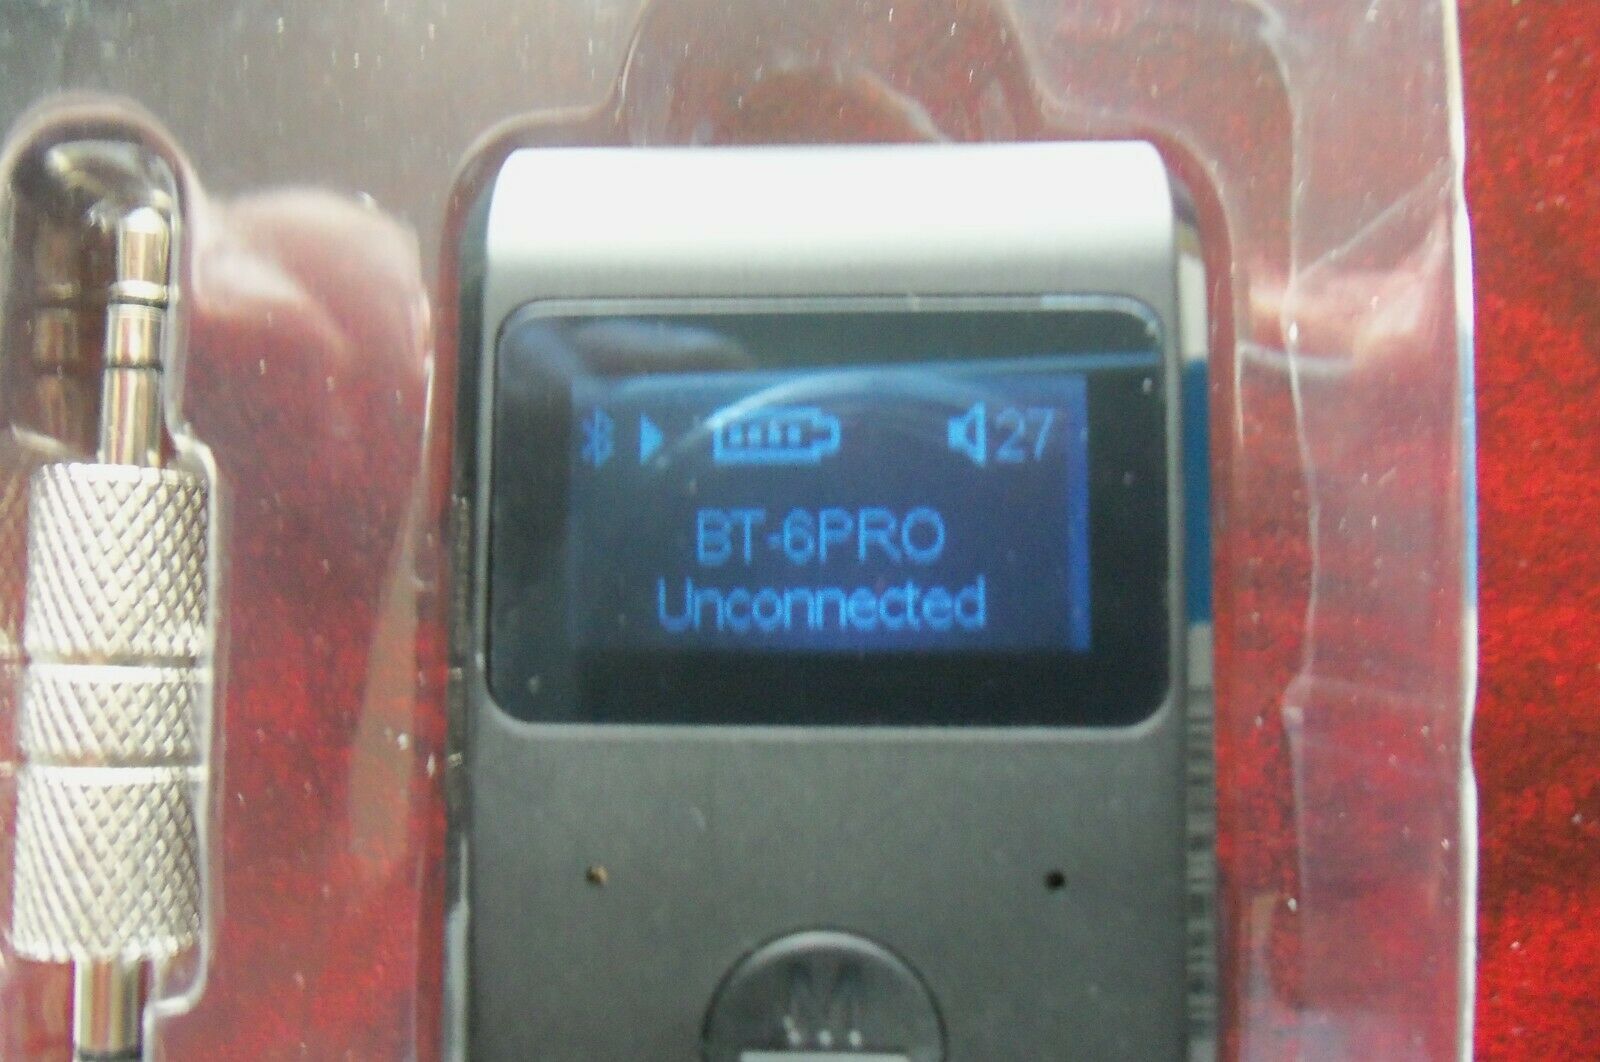 27
BT-6PRO
Unconnected
M